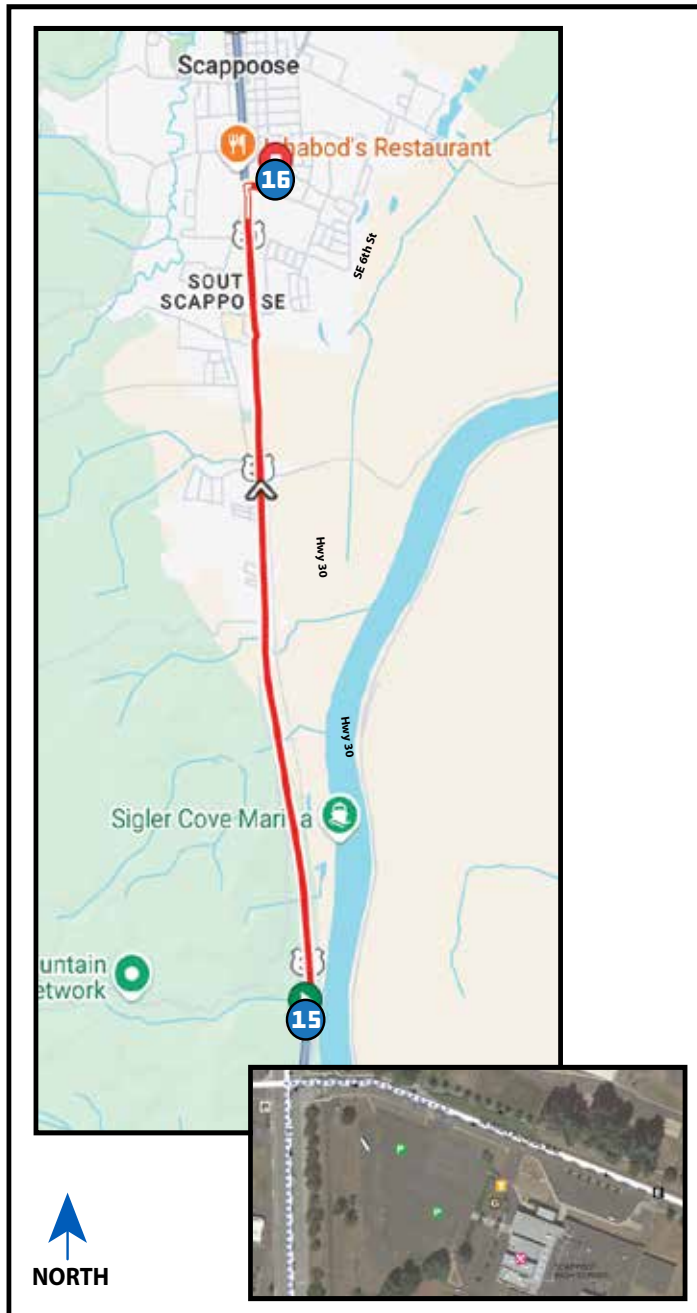 Scappoose
Ichabod's Restaurant
16
SE 6th St
SOUT
SCAPPO SE
Hwy 30
Hwy 30
Sigler Cove Mari a
untain
etwork
15
P
P
P
NORTH